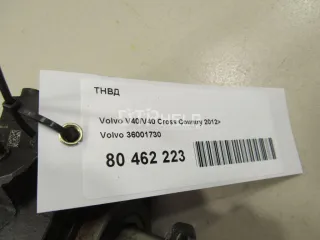 ТНВД
Volvo V40/V40 Cross Country 2012>
Volvo 36001730
80 462 223